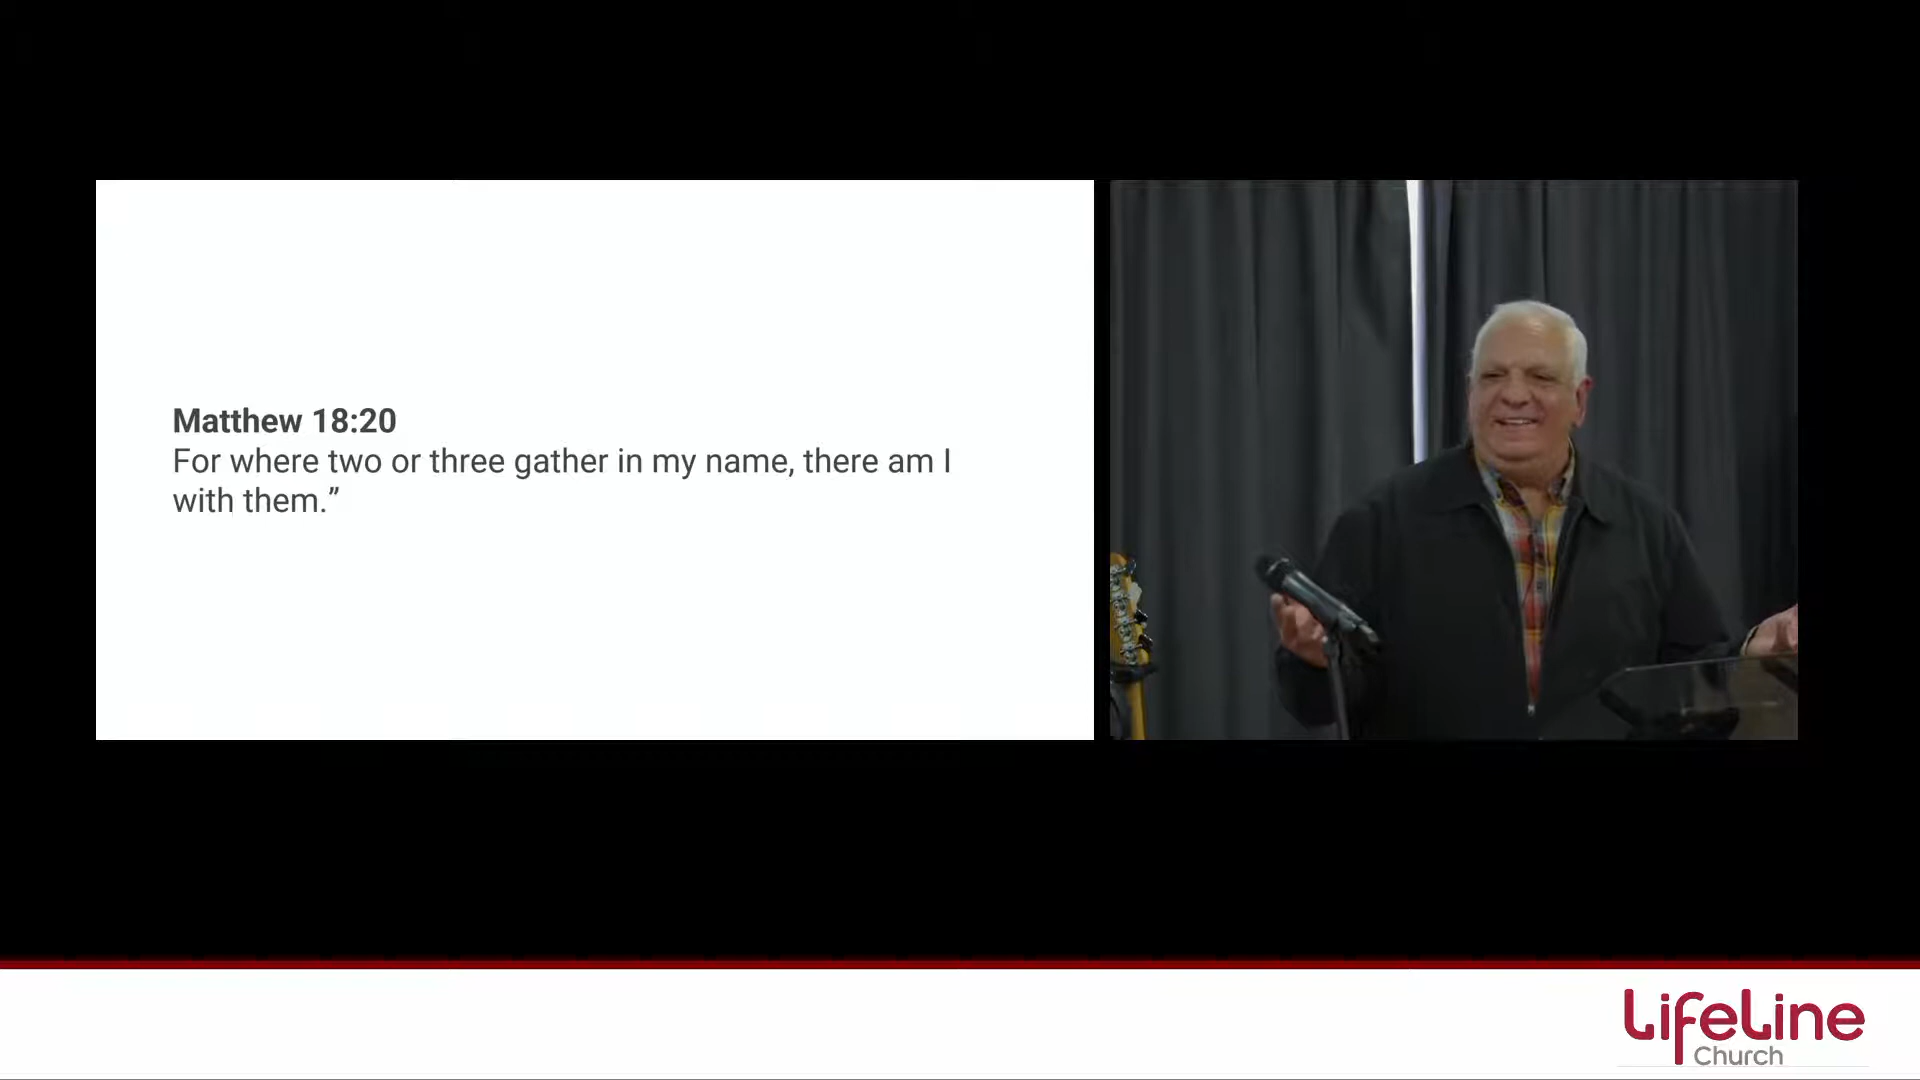 Matthew 18:20
For where two or three gather in my name, there am I
with them.”
LifeLine
Church